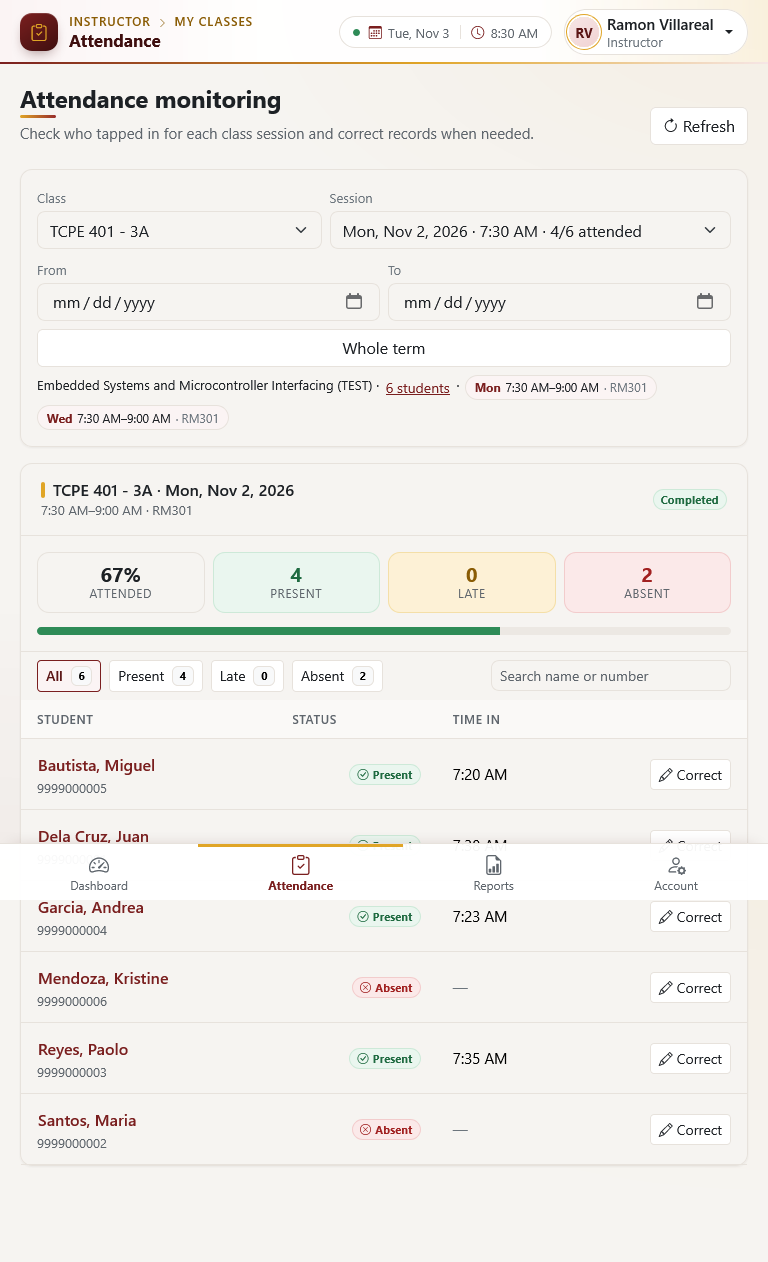 INSTRUCTOR > MY CLASSES
Attendance
Tue, Nov 3 8:30 AM
RV Ramon Villareal
Instructor
Attendance monitoring
Check who tapped in for each class session and correct records when needed.
Refresh
Class Session
TCPE 401 - 3A Mon, Nov 2, 2026 · 7:30 AM · 4/6 attended
From To
mm/dd/yyyy mm/dd/yyyy
Whole term
Embedded Systems and Microcontroller Interfacing (TEST) · 6 students · Mon 7:30 AM–9:00 AM · RM301
Wed 7:30 AM–9:00 AM · RM301
TCPE 401 - 3A · Mon, Nov 2, 2026
7:30 AM–9:00 AM · RM301
Completed
67% 4 0 2
ATTENDED PRESENT LATE ABSENT
All 6 Present 4 Late 0 Absent 2 Search name or number
STUDENT STATUS TIME IN
Bautista, Miguel
9999000005
Present 7:20 AM Correct
Dela Cruz, Juan
Dashboard Attendance Reports Account
Garcia, Andrea
9999000004
Present 7:23 AM Correct
Mendoza, Kristine
9999000006
Absent — Correct
Reyes, Paolo
9999000003
Present 7:35 AM Correct
Santos, Maria
9999000002
Absent — Correct